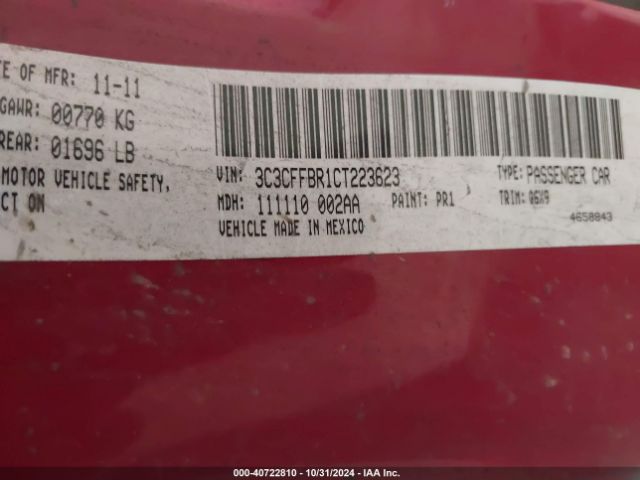 TE OF MFR: 11-11
GAWR: 00770 KG
REAR: 01696 LB
MOTOR VEHICLE SAFETY,
CT ON
VIN: 3C3CFFBR1CT223623
TYPE: PASSENGER CAR
MDH: 111110 002AA
PAINT: PR1
TRIM: 06X9
VEHICLE MADE IN MEXICO
4658843
000-40722810 - 10/31/2024 - IAA Inc.